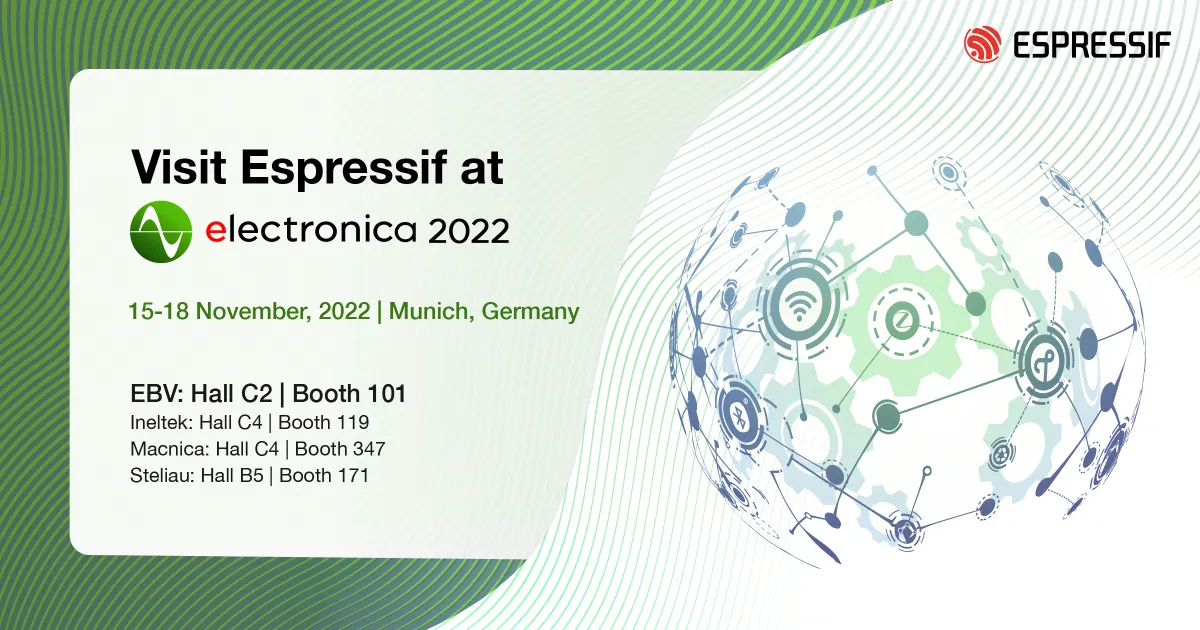 ESPRESSIF
Visit Espressif at
electronica 2022
15-18 November, 2022 | Munich, Germany
EBV: Hall C2 | Booth 101
Ineltek: Hall C4 | Booth 119
Macnica: Hall C4 | Booth 347
Steliau: Hall B5 | Booth 171